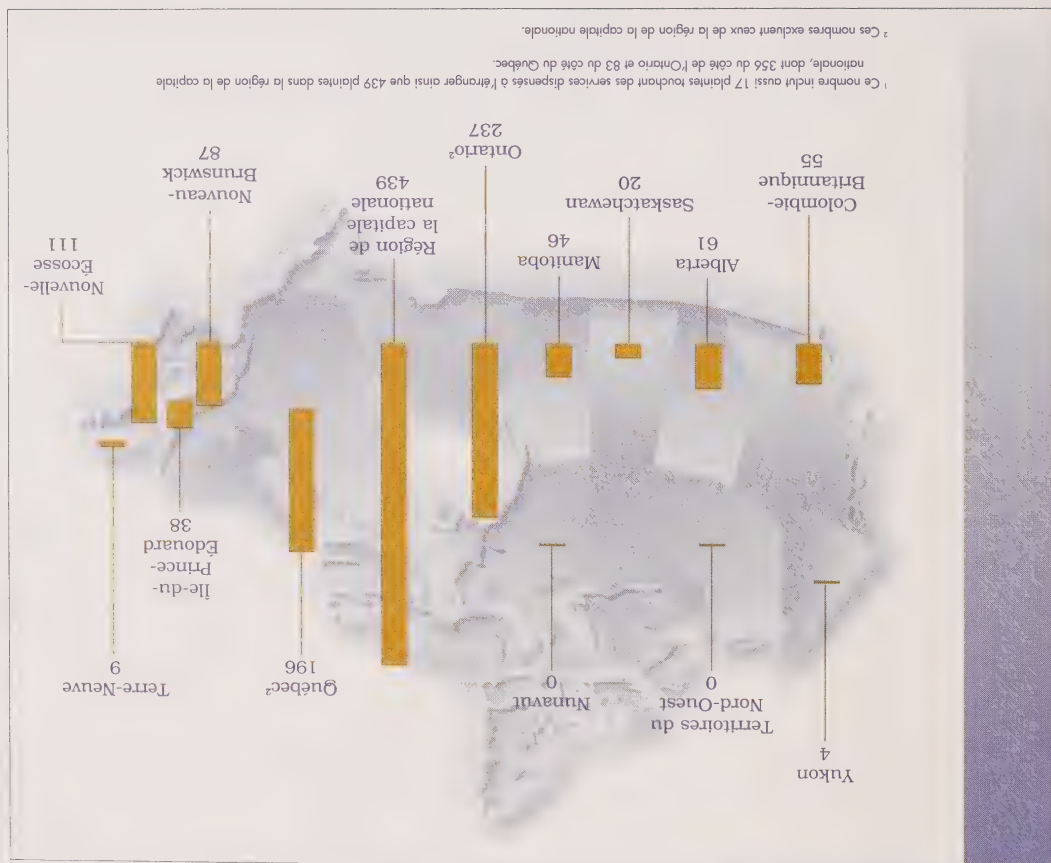 Yukon
4
Territoires du
Nord-Ouest
0
Nunavut
0
Québec²
196
Terre-Neuve
9
Île-du-
Prince-
Édouard
38
Colombie-
Britannique
55
Alberta
61
Saskatchewan
20
Manitoba
46
Ontario²
237
Région de
la capitale
nationale
439
Nouveau-
Brunswick
87
Nouvelle-
Écosse
111
¹ Ce nombre inclut aussi 17 plaintes touchant des services dispensés à l'étranger ainsi que 439 plaintes dans la région de la capitale
nationale, dont 356 du côté de l'Ontario et 83 du côté du Québec.
² Ces nombres excluent ceux de la région de la capitale nationale.